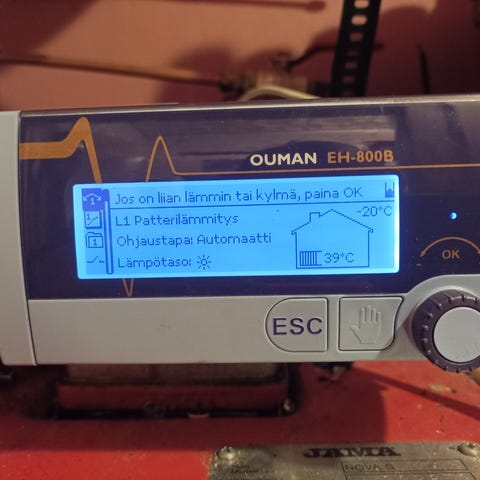 OUMAN EH-800B
Jos on liian lämmin tai kylmä, paina OK
L1 Patterilämmitys
-20°C
Ohjaustapa: Automaatti
Lämpötaso:
39°C
OK
ESC
JAMA
NOVA S